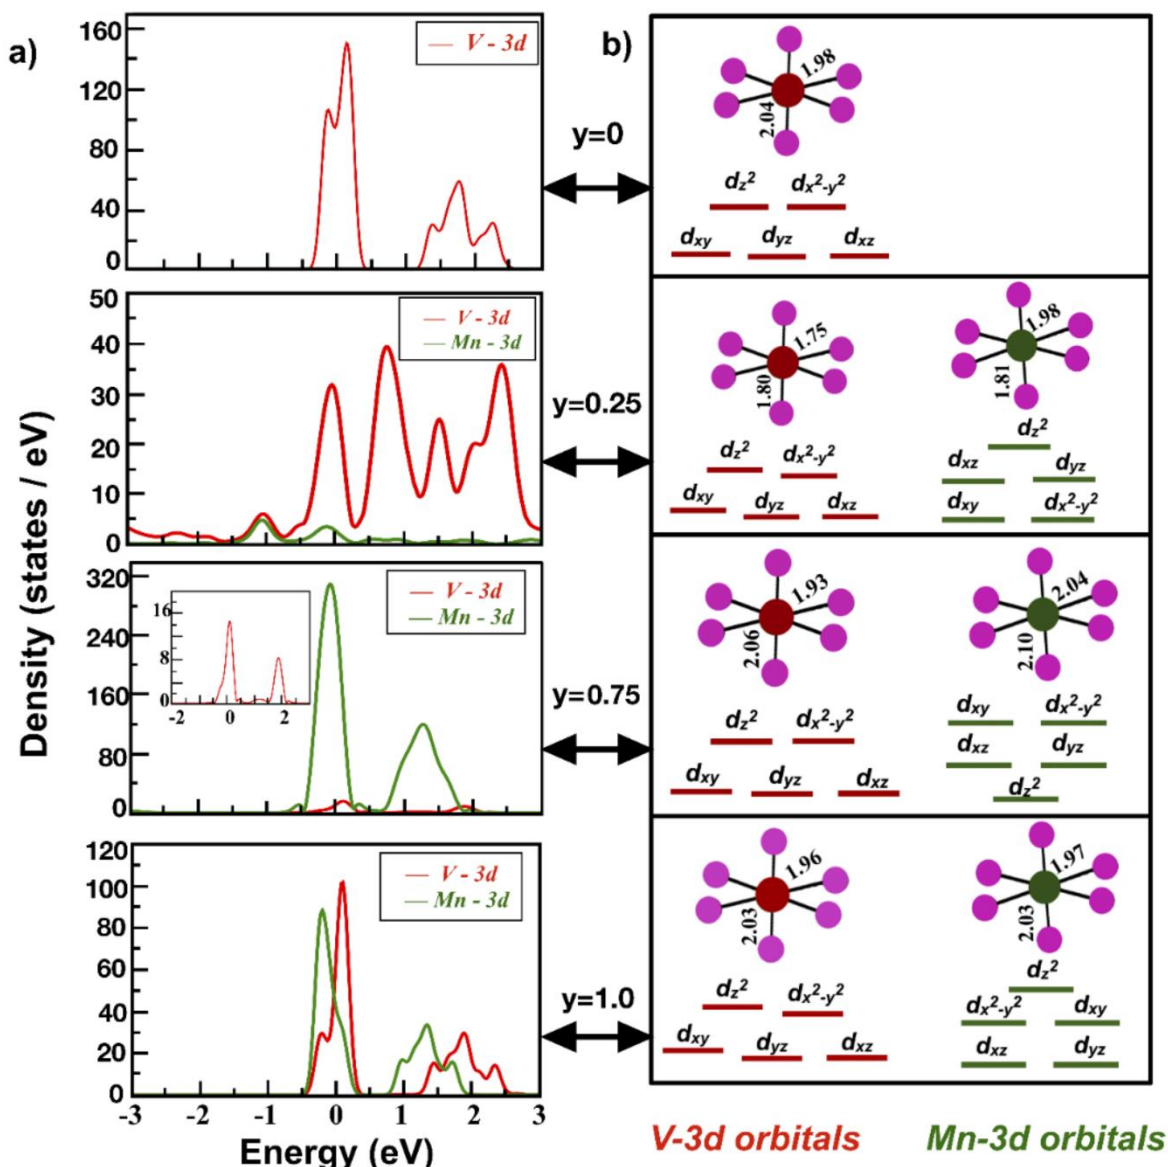 a)
b)
Density (states / eV)
160
120
80
40
0
V - 3d
y=0
1.98
2.04
dz²
dx²-y²
dxy
dyz
dxz
50
40
30
20
10
0
V - 3d
Mn - 3d
y=0.25
1.75
1.80
dz²
dx²-y²
dxy
dyz
dxz
1.98
1.81
dz²
dxz
dyz
dxy
dx²-y²
320
240
160
80
0
V - 3d
Mn - 3d
16
8
0
-2
0
2
y=0.75
1.93
2.06
dz²
dx²-y²
dxy
dyz
dxz
2.04
2.10
dxy
dx²-y²
dxz
dyz
dz²
120
100
80
60
40
20
0
V - 3d
Mn - 3d
-3
-2
-1
0
1
2
3
Energy (eV)
y=1.0
1.96
2.03
dz²
dx²-y²
dxy
dyz
dxz
1.97
2.03
dz²
dx²-y²
dxy
dxz
dyz
V-3d orbitals
Mn-3d orbitals